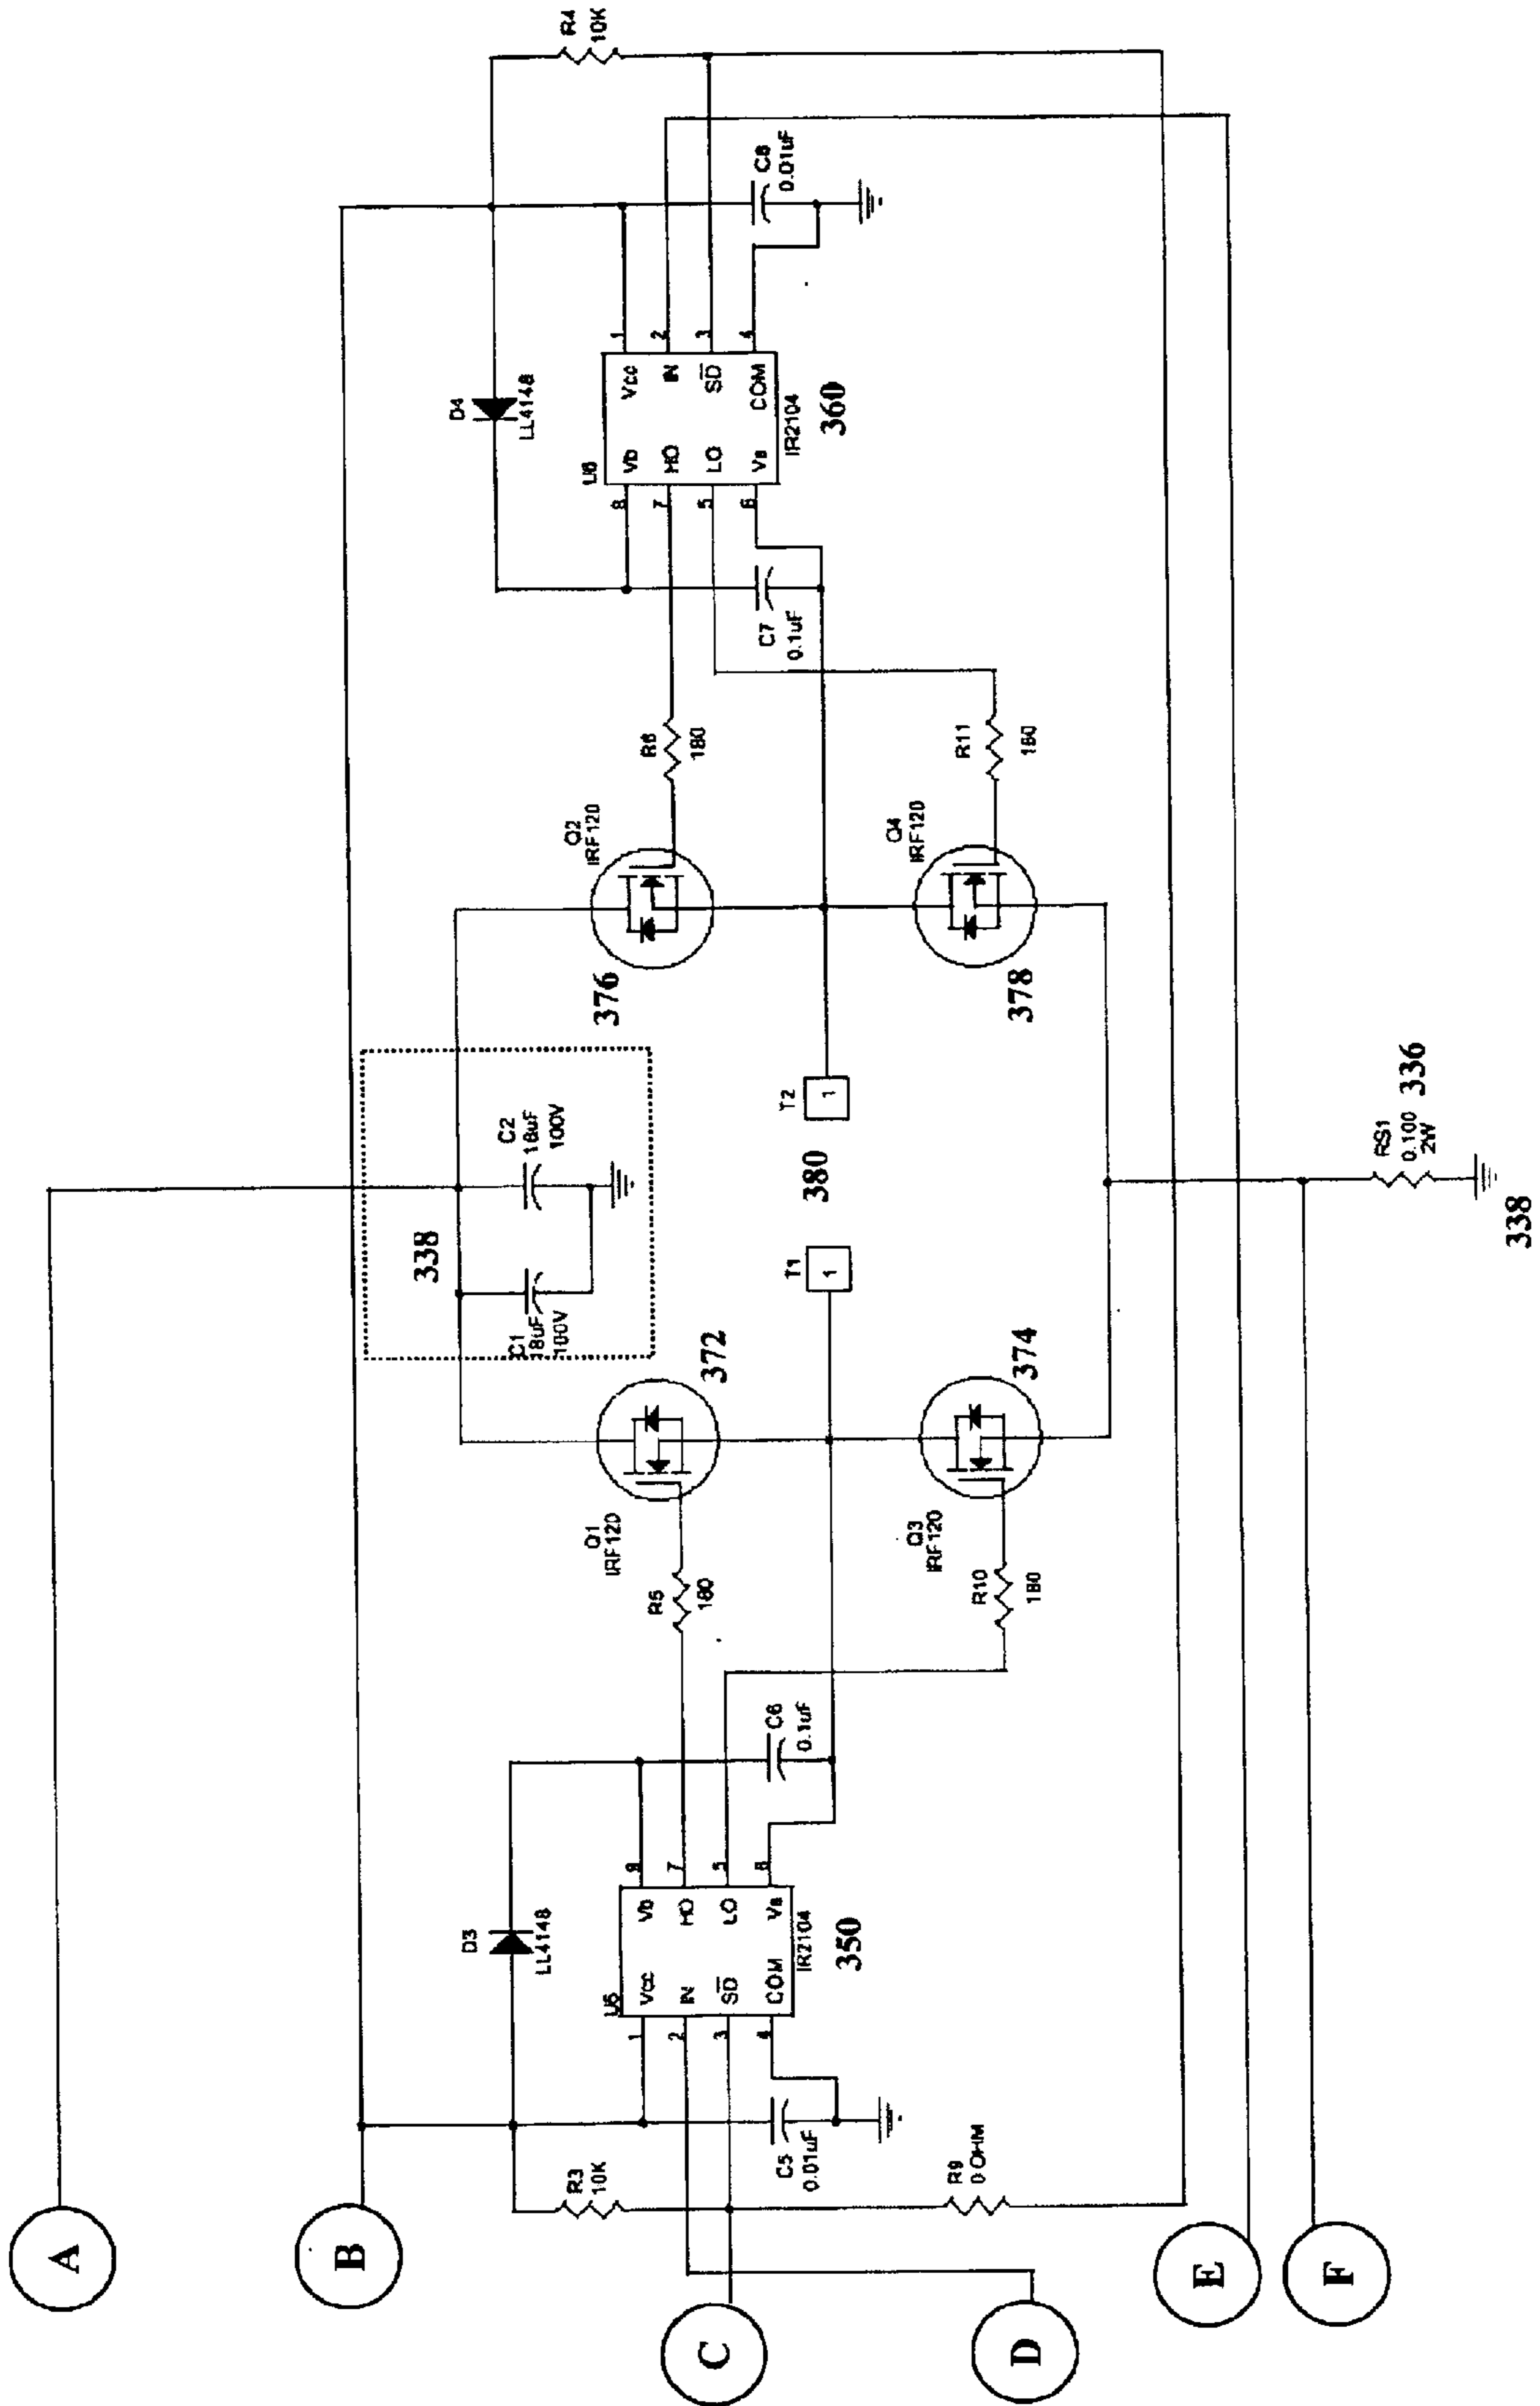 A
B
C
D
E
F
R3
10K
R9
0 OHM
C5
0.01uF
D3
LL4148
U5
Vcc
IN
SD
COM
Vb
HO
LO
Vs
1
2
3
4
8
7
5
6
IR2104
350
C6
0.1uF
R5
180
R10
180
Q1
IRF120
372
Q3
IRF120
374
C1
18uF
100V
338
C2
18uF
100V
T1
1
380
T2
1
RS1
0.100
2W
336
338
Q2
IRF120
376
Q4
IRF120
378
R6
180
R11
180
C7
0.1uF
D4
LL4148
U6
Vb
HO
LO
Vs
Vcc
IN
SD
COM
8
7
5
6
1
2
3
4
IR2104
360
C8
0.01uF
R4
10K